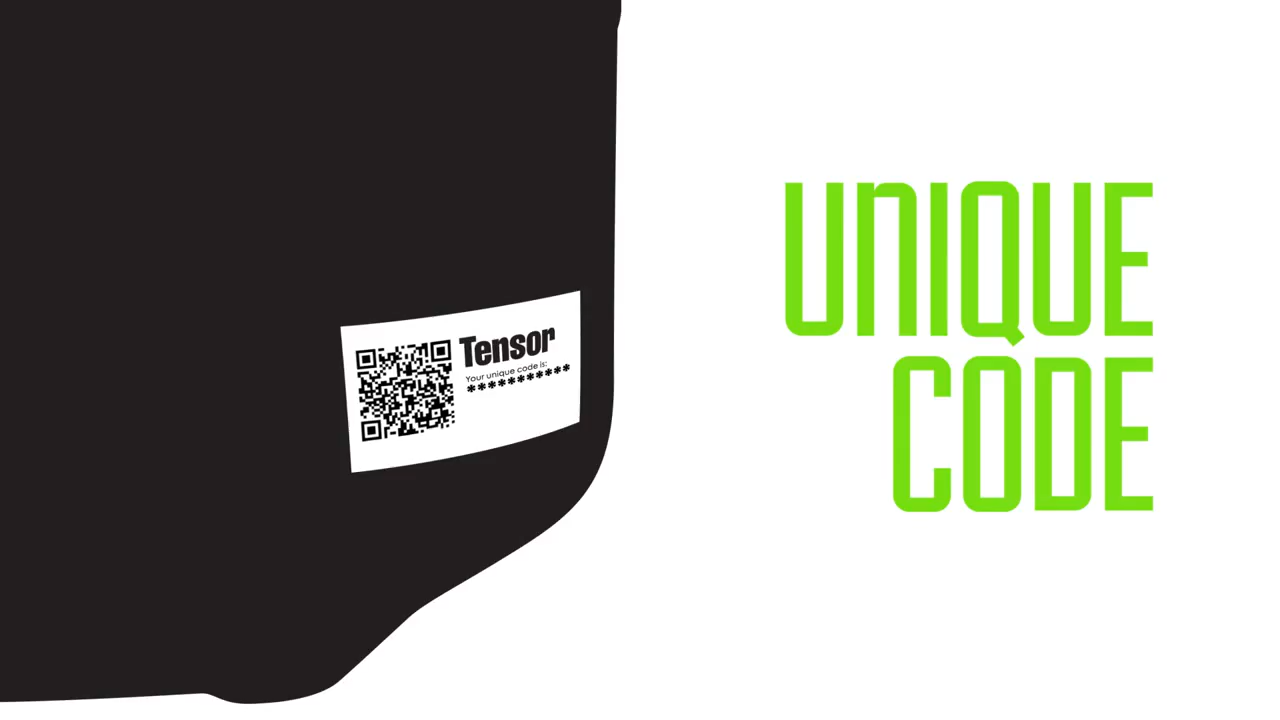 Tensor
Your unique code is:
***********
UNIQUE
CODE